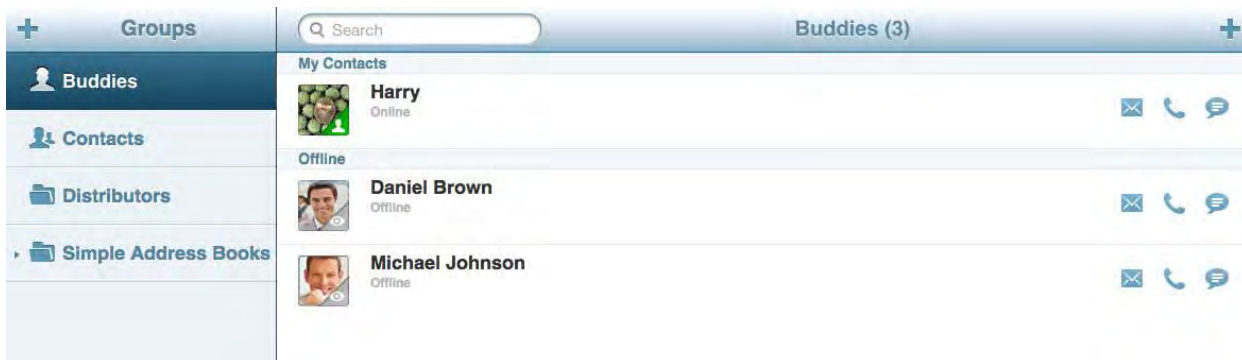 Groups
Search
Buddies (3)
Buddies
Contacts
Distributors
Simple Address Books
My Contacts
Harry
Online
Offline
Daniel Brown
Offline
Michael Johnson
Offline